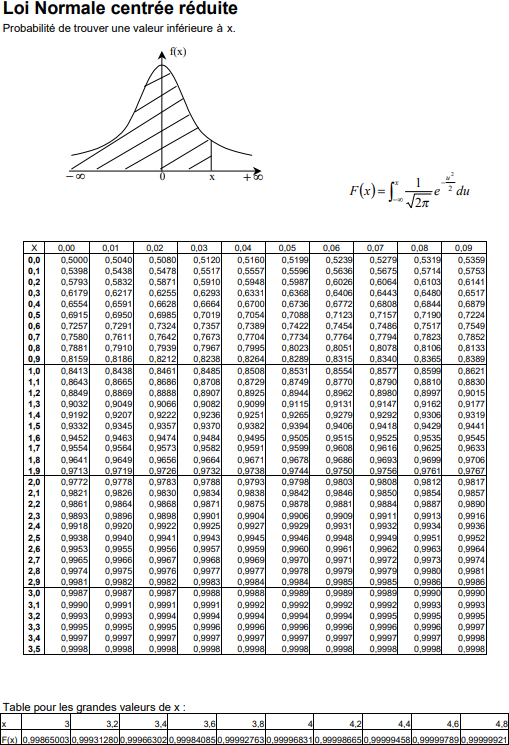 Loi Normale centrée réduite
Probabilité de trouver une valeur inférieure à x.
f(x)
− ∞ 0 x + ∞
F(x) = ∫_{−∞}^{x} 1/√(2π) e^{−u²/2} du
X 0,00 0,01 0,02 0,03 0,04 0,05 0,06 0,07 0,08 0,09
0,0 0,5000 0,5040 0,5080 0,5120 0,5160 0,5199 0,5239 0,5279 0,5319 0,5359
0,1 0,5398 0,5438 0,5478 0,5517 0,5557 0,5596 0,5636 0,5675 0,5714 0,5753
0,2 0,5793 0,5832 0,5871 0,5910 0,5948 0,5987 0,6026 0,6064 0,6103 0,6141
0,3 0,6179 0,6217 0,6255 0,6293 0,6331 0,6368 0,6406 0,6443 0,6480 0,6517
0,4 0,6554 0,6591 0,6628 0,6664 0,6700 0,6736 0,6772 0,6808 0,6844 0,6879
0,5 0,6915 0,6950 0,6985 0,7019 0,7054 0,7088 0,7123 0,7157 0,7190 0,7224
0,6 0,7257 0,7291 0,7324 0,7357 0,7389 0,7422 0,7454 0,7486 0,7517 0,7549
0,7 0,7580 0,7611 0,7642 0,7673 0,7704 0,7734 0,7764 0,7794 0,7823 0,7852
0,8 0,7881 0,7910 0,7939 0,7967 0,7995 0,8023 0,8051 0,8078 0,8106 0,8133
0,9 0,8159 0,8186 0,8212 0,8238 0,8264 0,8289 0,8315 0,8340 0,8365 0,8389
1,0 0,8413 0,8438 0,8461 0,8485 0,8508 0,8531 0,8554 0,8577 0,8599 0,8621
1,1 0,8643 0,8665 0,8686 0,8708 0,8729 0,8749 0,8770 0,8790 0,8810 0,8830
1,2 0,8849 0,8869 0,8888 0,8907 0,8925 0,8944 0,8962 0,8980 0,8997 0,9015
1,3 0,9032 0,9049 0,9066 0,9082 0,9099 0,9115 0,9131 0,9147 0,9162 0,9177
1,4 0,9192 0,9207 0,9222 0,9236 0,9251 0,9265 0,9279 0,9292 0,9306 0,9319
1,5 0,9332 0,9345 0,9357 0,9370 0,9382 0,9394 0,9406 0,9418 0,9429 0,9441
1,6 0,9452 0,9463 0,9474 0,9484 0,9495 0,9505 0,9515 0,9525 0,9535 0,9545
1,7 0,9554 0,9564 0,9573 0,9582 0,9591 0,9599 0,9608 0,9616 0,9625 0,9633
1,8 0,9641 0,9649 0,9656 0,9664 0,9671 0,9678 0,9686 0,9693 0,9699 0,9706
1,9 0,9713 0,9719 0,9726 0,9732 0,9738 0,9744 0,9750 0,9756 0,9761 0,9767
2,0 0,9772 0,9778 0,9783 0,9788 0,9793 0,9798 0,9803 0,9808 0,9812 0,9817
2,1 0,9821 0,9826 0,9830 0,9834 0,9838 0,9842 0,9846 0,9850 0,9854 0,9857
2,2 0,9861 0,9864 0,9868 0,9871 0,9875 0,9878 0,9881 0,9884 0,9887 0,9890
2,3 0,9893 0,9896 0,9898 0,9901 0,9904 0,9906 0,9909 0,9911 0,9913 0,9916
2,4 0,9918 0,9920 0,9922 0,9925 0,9927 0,9929 0,9931 0,9932 0,9934 0,9936
2,5 0,9938 0,9940 0,9941 0,9943 0,9945 0,9946 0,9948 0,9949 0,9951 0,9952
2,6 0,9953 0,9955 0,9956 0,9957 0,9959 0,9960 0,9961 0,9962 0,9963 0,9964
2,7 0,9965 0,9966 0,9967 0,9968 0,9969 0,9970 0,9971 0,9972 0,9973 0,9974
2,8 0,9974 0,9975 0,9976 0,9977 0,9977 0,9978 0,9979 0,9979 0,9980 0,9981
2,9 0,9981 0,9982 0,9982 0,9983 0,9984 0,9984 0,9985 0,9985 0,9986 0,9986
3,0 0,9987 0,9987 0,9987 0,9988 0,9988 0,9989 0,9989 0,9989 0,9990 0,9990
3,1 0,9990 0,9991 0,9991 0,9991 0,9992 0,9992 0,9992 0,9992 0,9993 0,9993
3,2 0,9993 0,9993 0,9994 0,9994 0,9994 0,9994 0,9994 0,9995 0,9995 0,9995
3,3 0,9995 0,9995 0,9995 0,9996 0,9996 0,9996 0,9996 0,9996 0,9996 0,9997
3,4 0,9997 0,9997 0,9997 0,9997 0,9997 0,9997 0,9997 0,9997 0,9997 0,9998
3,5 0,9998 0,9998 0,9998 0,9998 0,9998 0,9998 0,9998 0,9998 0,9998 0,9998
Table pour les grandes valeurs de x :
x 3 3,2 3,4 3,6 3,8 4 4,2 4,4 4,6 4,8
F(x) 0,99865003 0,99931280 0,99966302 0,99984085 0,99992763 0,99996831 0,99998665 0,99999458 0,99999789 0,99999921